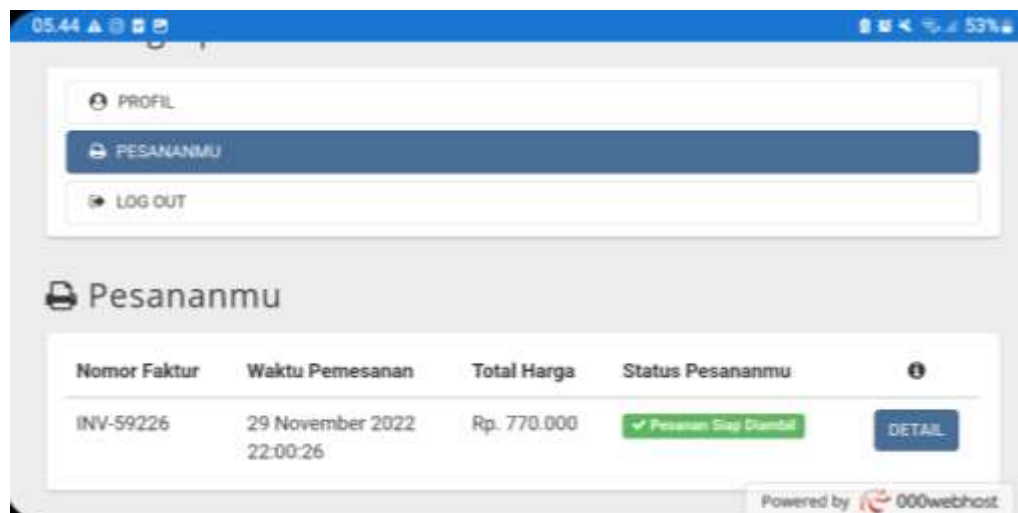 05.44
53%
PROFIL
PESANANMU
LOG OUT
Pesananmu
Nomor Faktur Waktu Pemesanan Total Harga Status Pesananmu
INV-59226 29 November 2022 Rp. 770.000 Pesanan Siap Diambil DETAIL
22:00:26
Powered by 000webhost